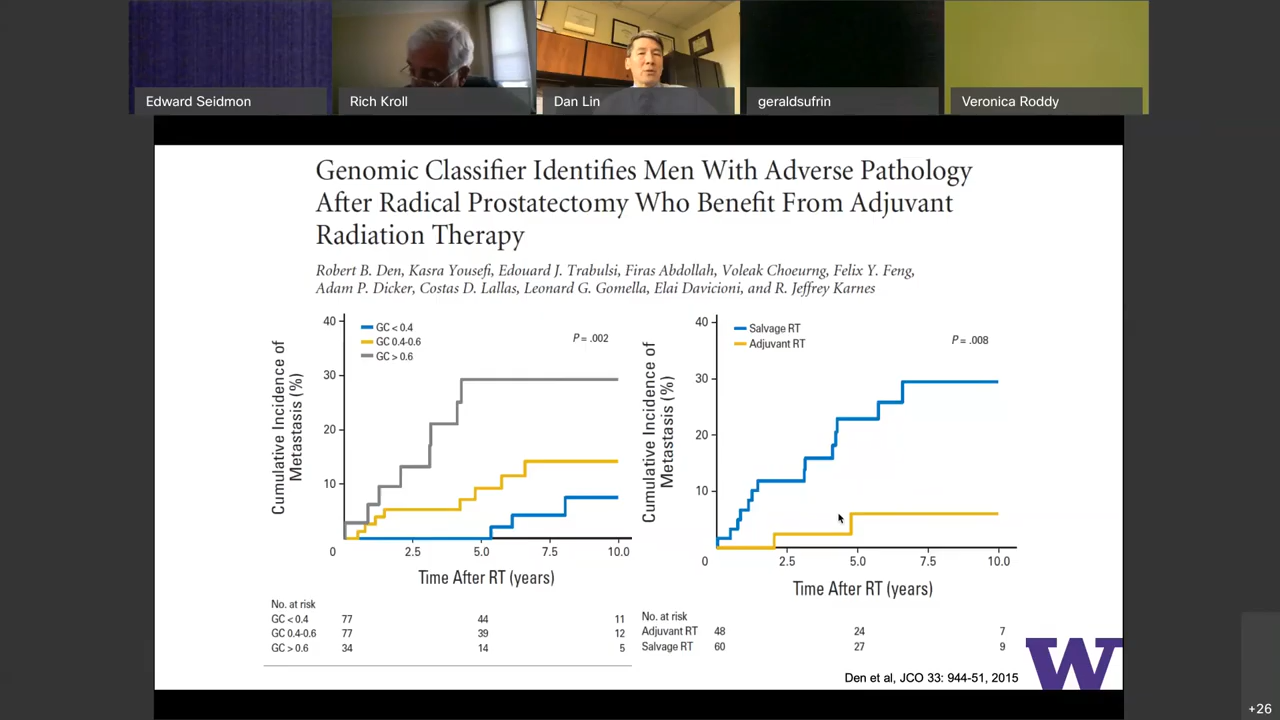 Edward Seidmon
Rich Kroll
Dan Lin
geraldsufrin
Veronica Roddy
Genomic Classifier Identifies Men With Adverse Pathology
After Radical Prostatectomy Who Benefit From Adjuvant
Radiation Therapy
Robert B. Den, Kasra Yousefi, Edouard J. Trabulsi, Firas Abdollah, Voleak Choeurng, Felix Y. Feng,
Adam P. Dicker, Costas D. Lallas, Leonard G. Gomella, Elai Davicioni, and R. Jeffrey Karnes
Cumulative Incidence of
Metastasis (%)
40
30
20
10
0
GC < 0.4
GC 0.4-0.6
GC > 0.6
P = .002
2.5
5.0
7.5
10.0
Time After RT (years)
No. at risk
GC < 0.4 77 44 11
GC 0.4-0.6 77 39 12
GC > 0.6 34 14 5
Cumulative Incidence of
Metastasis (%)
40
30
20
10
0
Salvage RT
Adjuvant RT
P = .008
2.5
5.0
7.5
10.0
Time After RT (years)
No. at risk
Adjuvant RT 48 24 7
Salvage RT 60 27 9
W
Den et al, JCO 33: 944-51, 2015
+26